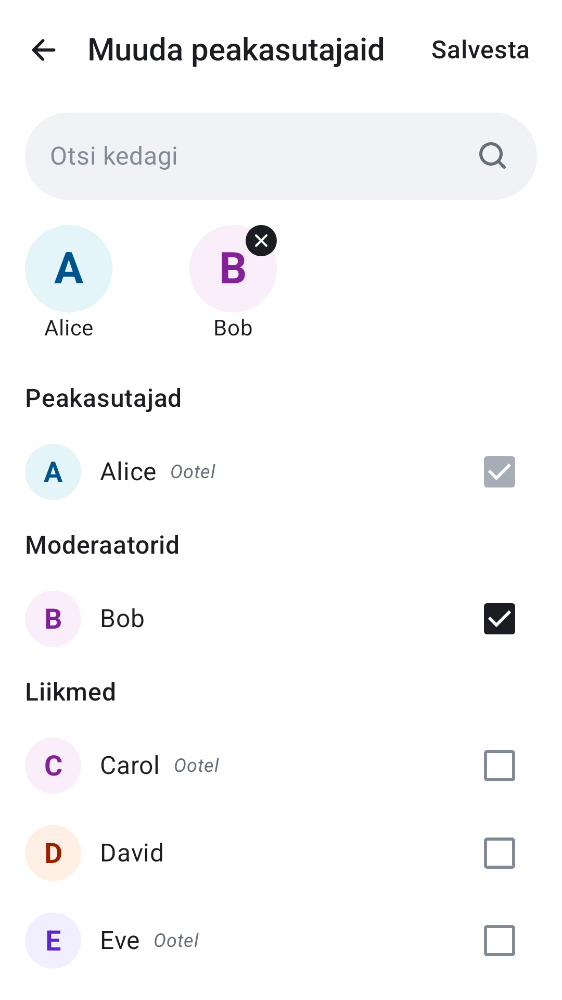 Muuda peakasutajaid Salvesta
Otsi kedagi
A B
Alice Bob
Peakasutajad
A Alice Ootel
Moderaatorid
B Bob
Liikmed
C Carol Ootel
D David
E Eve Ootel